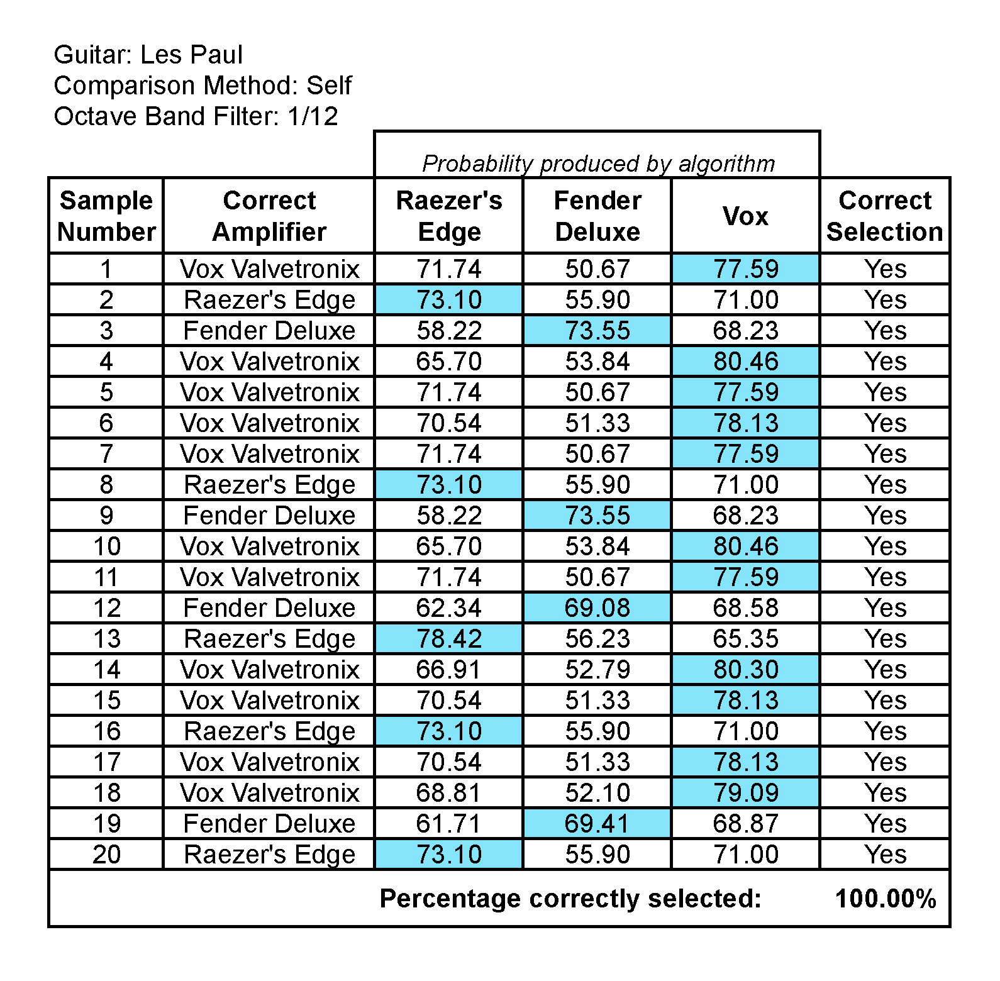 Guitar: Les Paul
Comparison Method: Self
Octave Band Filter: 1/12
Probability produced by algorithm
Sample Number Correct Amplifier Raezer's Edge Fender Deluxe Vox Correct Selection
1 Vox Valvetronix 71.74 50.67 77.59 Yes
2 Raezer's Edge 73.10 55.90 71.00 Yes
3 Fender Deluxe 58.22 73.55 68.23 Yes
4 Vox Valvetronix 65.70 53.84 80.46 Yes
5 Vox Valvetronix 71.74 50.67 77.59 Yes
6 Vox Valvetronix 70.54 51.33 78.13 Yes
7 Vox Valvetronix 71.74 50.67 77.59 Yes
8 Raezer's Edge 73.10 55.90 71.00 Yes
9 Fender Deluxe 58.22 73.55 68.23 Yes
10 Vox Valvetronix 65.70 53.84 80.46 Yes
11 Vox Valvetronix 71.74 50.67 77.59 Yes
12 Fender Deluxe 62.34 69.08 68.58 Yes
13 Raezer's Edge 78.42 56.23 65.35 Yes
14 Vox Valvetronix 66.91 52.79 80.30 Yes
15 Vox Valvetronix 70.54 51.33 78.13 Yes
16 Raezer's Edge 73.10 55.90 71.00 Yes
17 Vox Valvetronix 70.54 51.33 78.13 Yes
18 Vox Valvetronix 68.81 52.10 79.09 Yes
19 Fender Deluxe 61.71 69.41 68.87 Yes
20 Raezer's Edge 73.10 55.90 71.00 Yes
Percentage correctly selected: 100.00%